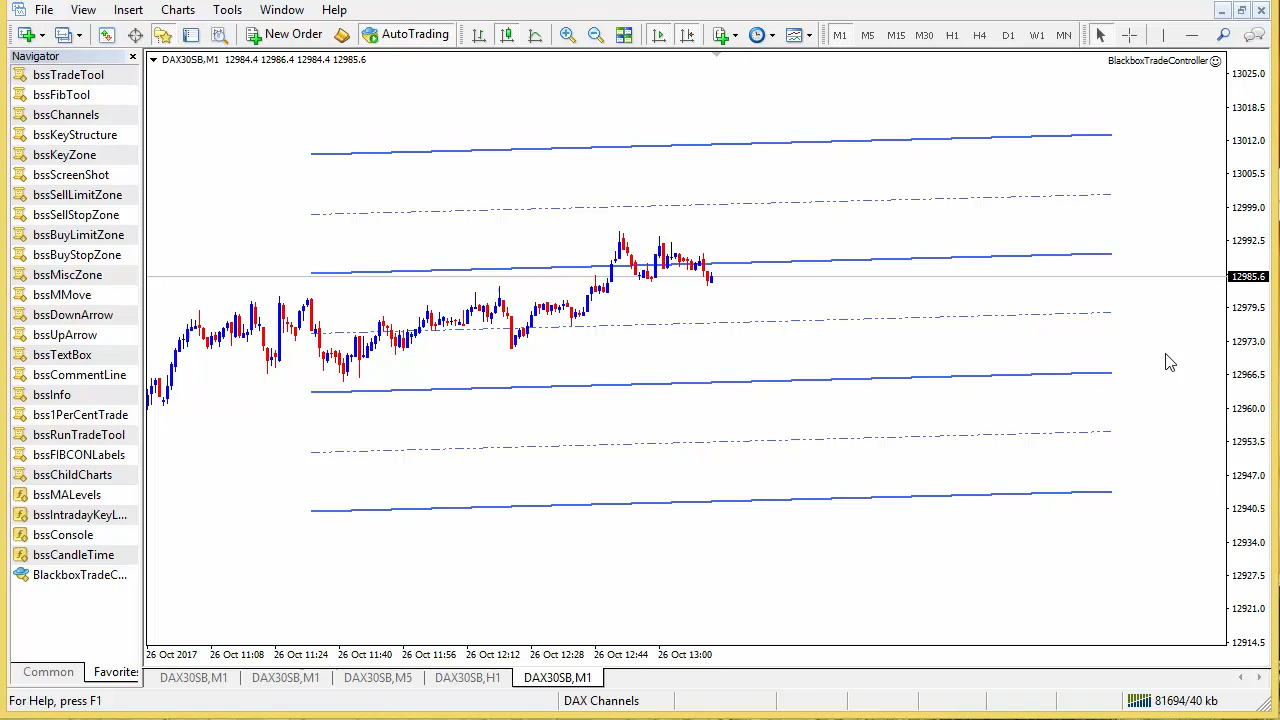 File View Insert Charts Tools Window Help
New Order AutoTrading M1 M5 M15 M30 H1 H4 D1 W1 MN
Navigator
bssTradeTool
bssFibTool
bssChannels
bssKeyStructure
bssKeyZone
bssScreenShot
bssSellLimitZone
bssSellStopZone
bssBuyLimitZone
bssBuyStopZone
bssMiscZone
bssMMove
bssDownArrow
bssUpArrow
bssTextBox
bssCommentLine
bssInfo
bss1PerCentTrade
bssRunTradeTool
bssFIBCONLabels
bssChildCharts
bssMALevels
bssIntradayKeyL...
bssConsole
bssCandleTime
BlackboxTradeC...
Common Favorites
DAX30SB,M1 12984.4 12986.4 12984.4 12985.6
BlackboxTradeController
13025.0
13018.5
13012.0
13005.5
12999.0
12992.5
12985.6
12979.5
12973.0
12966.5
12960.0
12953.5
12947.0
12940.5
12934.0
12927.5
12921.0
12914.5
26 Oct 2017 26 Oct 11:08 26 Oct 11:24 26 Oct 11:40 26 Oct 11:56 26 Oct 12:12 26 Oct 12:28 26 Oct 12:44 26 Oct 13:00
DAX30SB,M1 DAX30SB,M1 DAX30SB,M5 DAX30SB,H1 DAX30SB,M1
For Help, press F1 DAX Channels 81694/40 kb